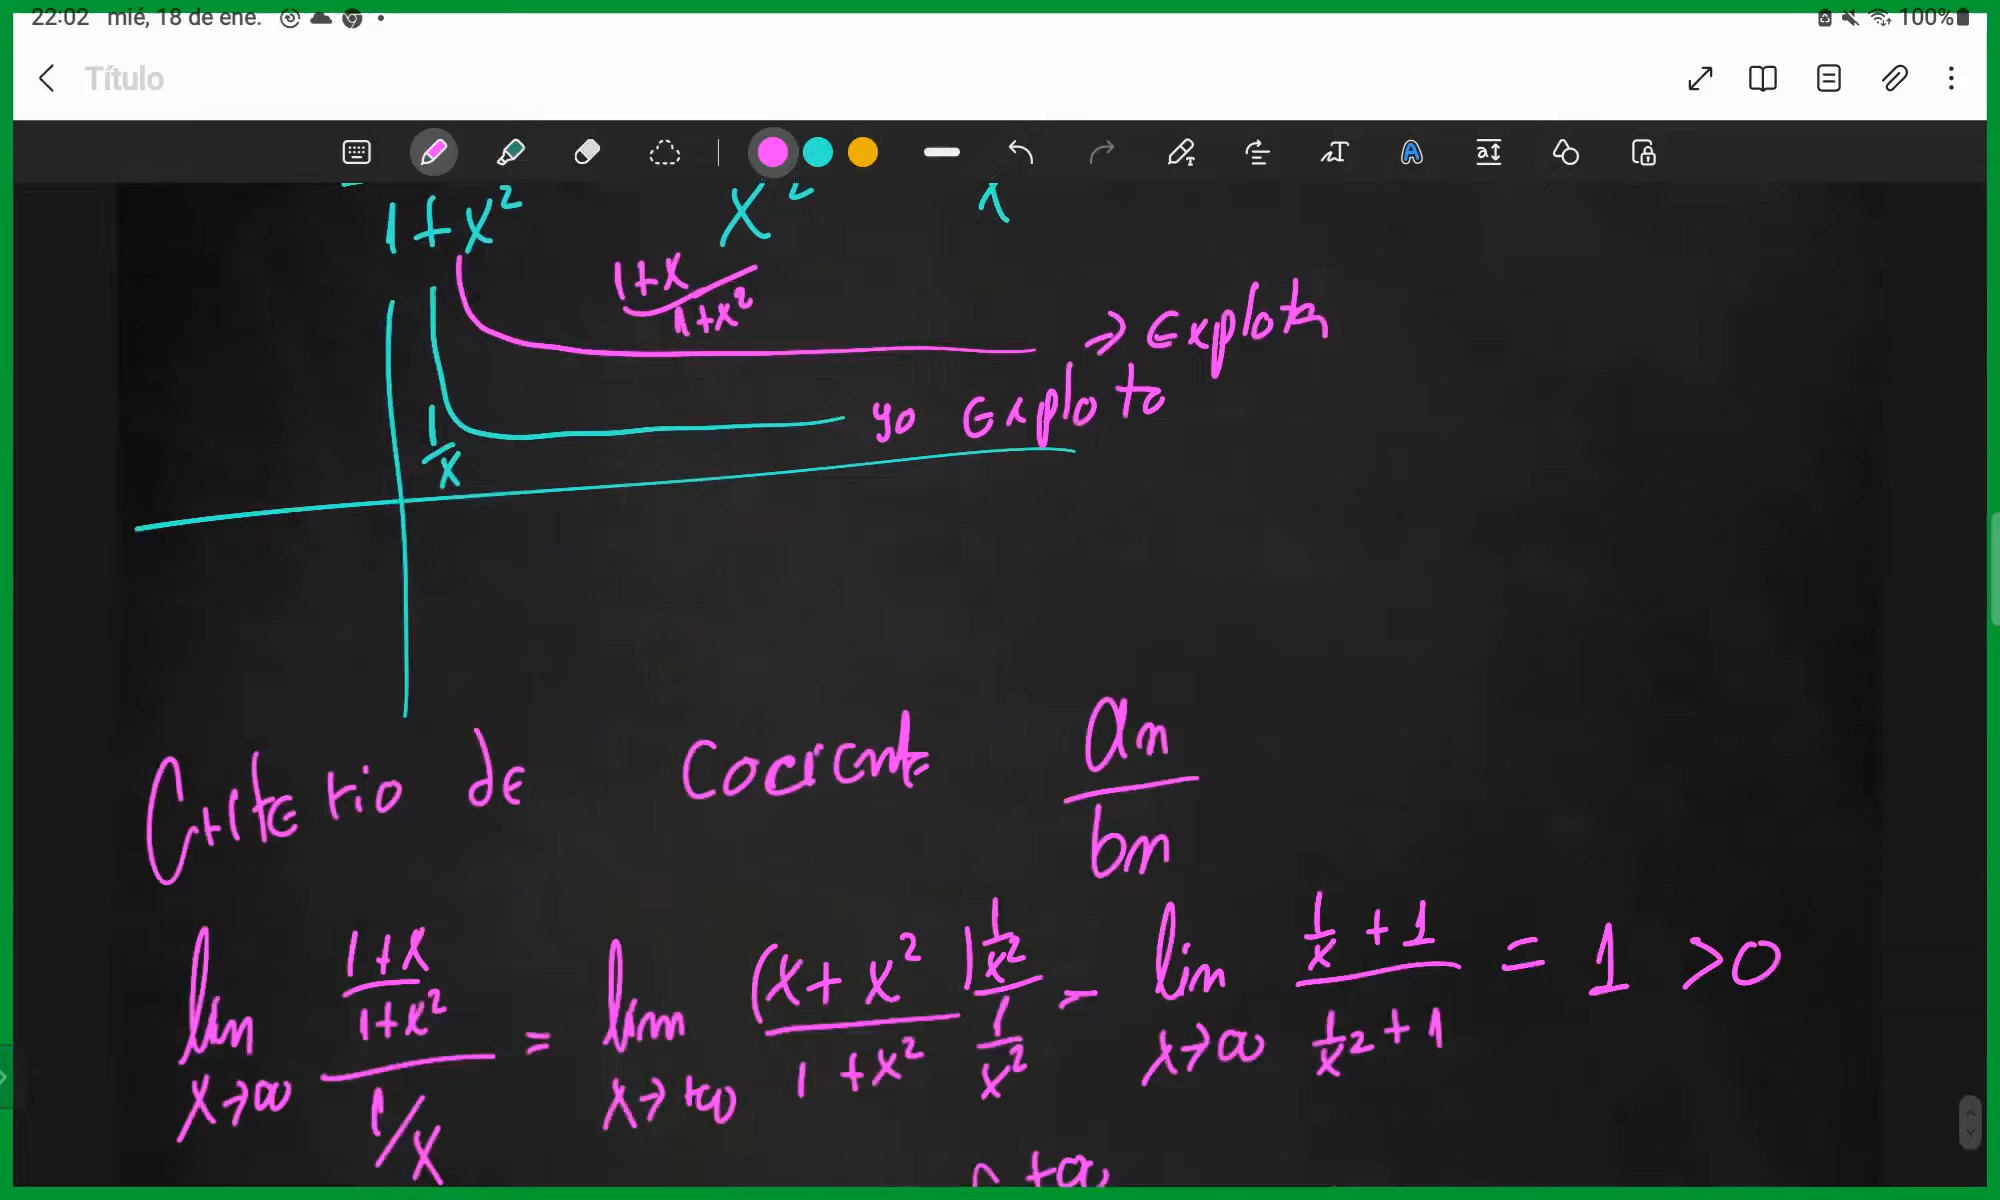 22:02 mié, 18 de ene. 100%
Título
1+x² x²
1+x / 1+x²
→ Explota
yo Exploto
1/x
Criterio de Cociente an / bn
lim x→∞ ((1+x)/(1+x²)) / (1/x) = lim x→+∞ ((x+x²) 1/x²) / (1+x² 1/x²) = lim x→∞ (1/x + 1) / (1/x² + 1) = 1 >0
+∞